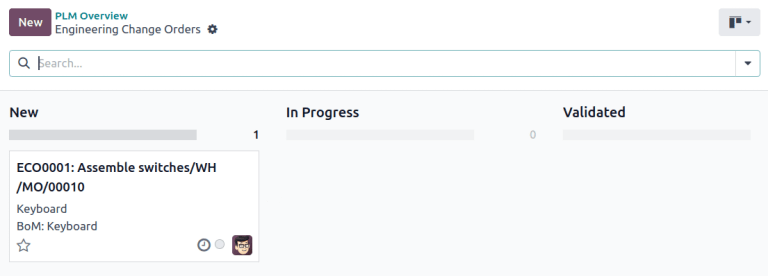 New
PLM Overview
Engineering Change Orders
Search...
New
In Progress
Validated
1
0
ECO0001: Assemble switches/WH
/MO/00010
Keyboard
BoM: Keyboard